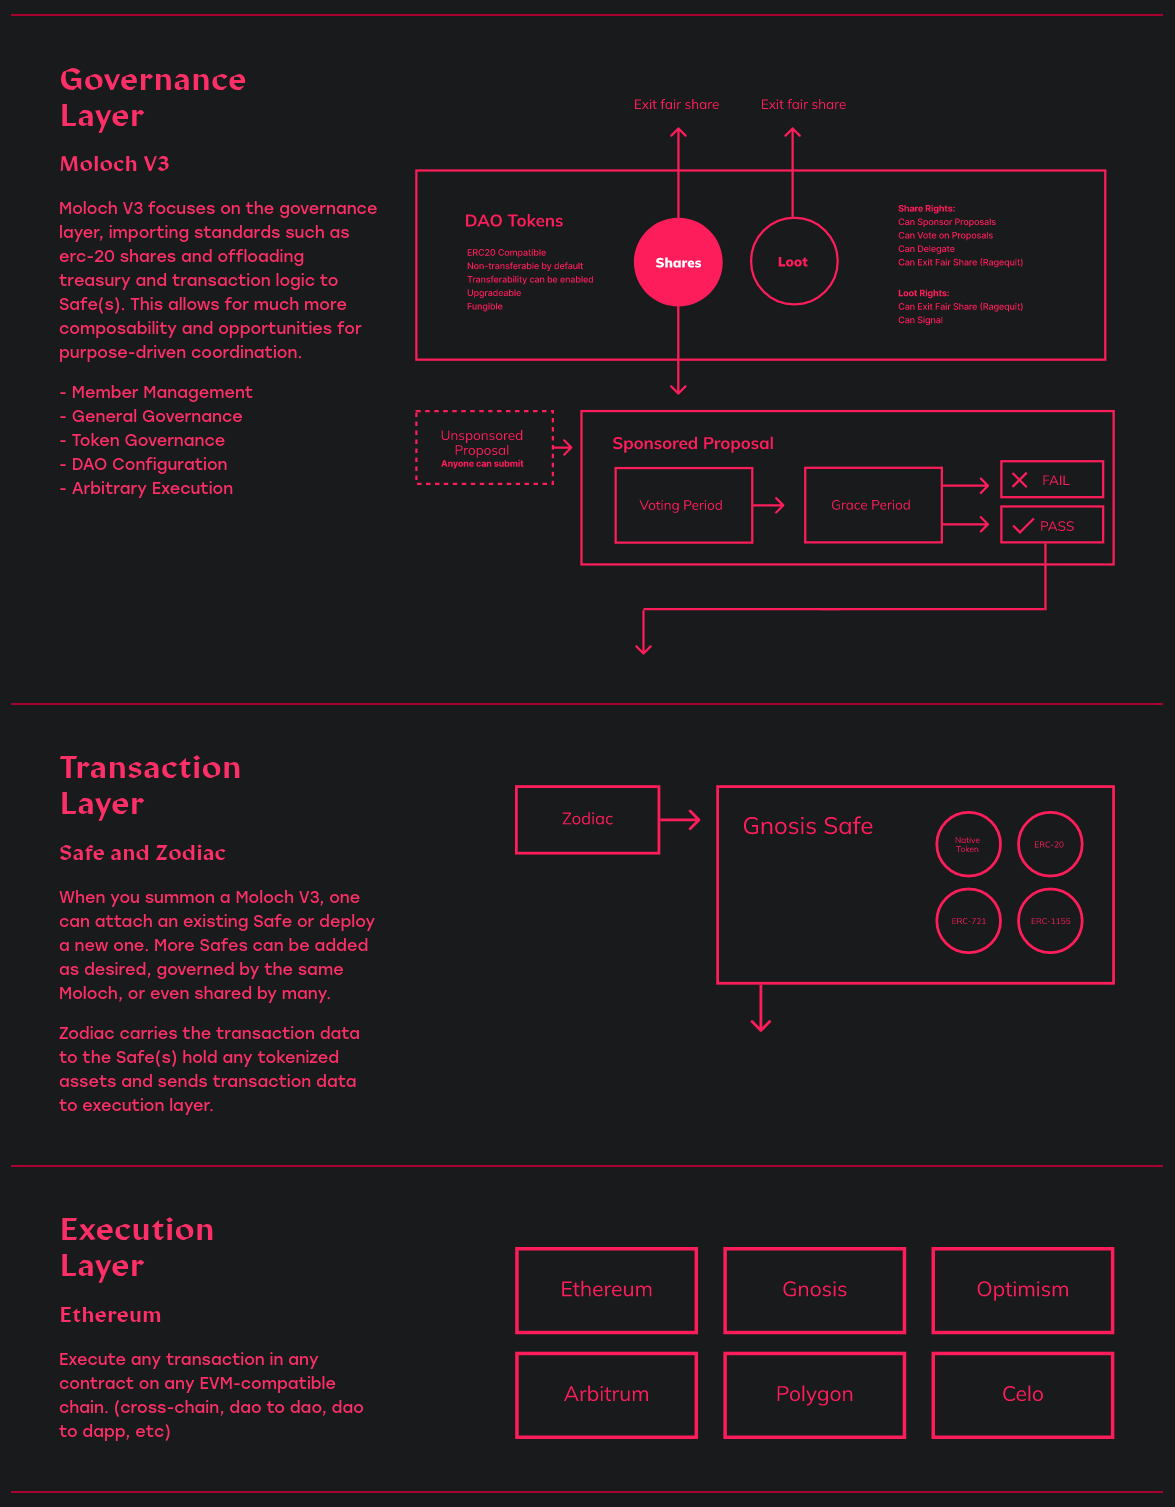 Governance
Layer
Moloch V3
Moloch V3 focuses on the governance
layer, importing standards such as
erc-20 shares and offloading
treasury and transaction logic to
Safe(s). This allows for much more
composability and opportunities for
purpose-driven coordination.
- Member Management
- General Governance
- Token Governance
- DAO Configuration
- Arbitrary Execution
Exit fair share
Exit fair share
DAO Tokens
ERC20 Compatible
Non-transferable by default
Transferability can be enabled
Upgradeable
Fungible
Shares
Loot
Share Rights:
Can Sponsor Proposals
Can Vote on Proposals
Can Delegate
Can Exit Fair Share (Ragequit)
Loot Rights:
Can Exit Fair Share (Ragequit)
Can Signal
Unsponsored
Proposal
Anyone can submit
Sponsored Proposal
Voting Period
Grace Period
FAIL
PASS
Transaction
Layer
Safe and Zodiac
When you summon a Moloch V3, one
can attach an existing Safe or deploy
a new one. More Safes can be added
as desired, governed by the same
Moloch, or even shared by many.
Zodiac carries the transaction data
to the Safe(s) hold any tokenized
assets and sends transaction data
to execution layer.
Zodiac
Gnosis Safe
Native
Token
ERC-20
ERC-721
ERC-1155
Execution
Layer
Ethereum
Execute any transaction in any
contract on any EVM-compatible
chain. (cross-chain, dao to dao, dao
to dapp, etc)
Ethereum
Gnosis
Optimism
Arbitrum
Polygon
Celo